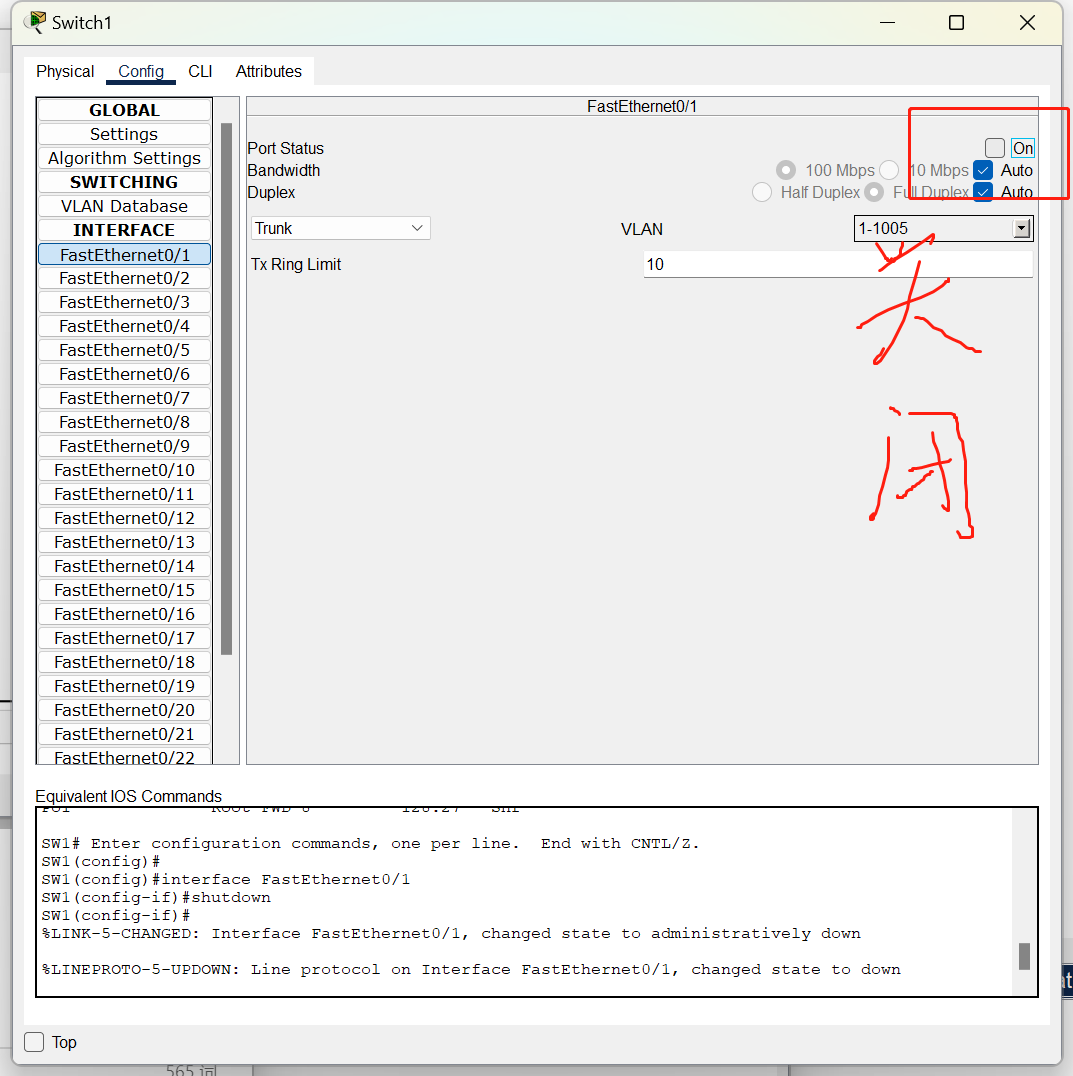 Switch1
Physical Config CLI Attributes
GLOBAL
Settings
Algorithm Settings
SWITCHING
VLAN Database
INTERFACE
FastEthernet0/1
FastEthernet0/2
FastEthernet0/3
FastEthernet0/4
FastEthernet0/5
FastEthernet0/6
FastEthernet0/7
FastEthernet0/8
FastEthernet0/9
FastEthernet0/10
FastEthernet0/11
FastEthernet0/12
FastEthernet0/13
FastEthernet0/14
FastEthernet0/15
FastEthernet0/16
FastEthernet0/17
FastEthernet0/18
FastEthernet0/19
FastEthernet0/20
FastEthernet0/21
FastEthernet0/22
FastEthernet0/1
Port Status On
Bandwidth 100 Mbps 10 Mbps Auto
Duplex Half Duplex Full Duplex Auto
Trunk VLAN 1-1005
Tx Ring Limit 10
关
闭
Equivalent IOS Commands
SW1# Enter configuration commands, one per line. End with CNTL/Z.
SW1(config)#
SW1(config)#interface FastEthernet0/1
SW1(config-if)#shutdown
SW1(config-if)#
%LINK-5-CHANGED: Interface FastEthernet0/1, changed state to administratively down
%LINEPROTO-5-UPDOWN: Line protocol on Interface FastEthernet0/1, changed state to down
Top